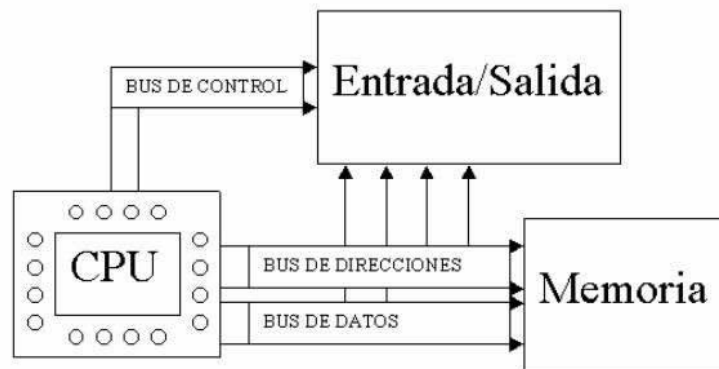 Entrada/Salida
BUS DE CONTROL
CPU
BUS DE DIRECCIONES
Memoria
BUS DE DATOS